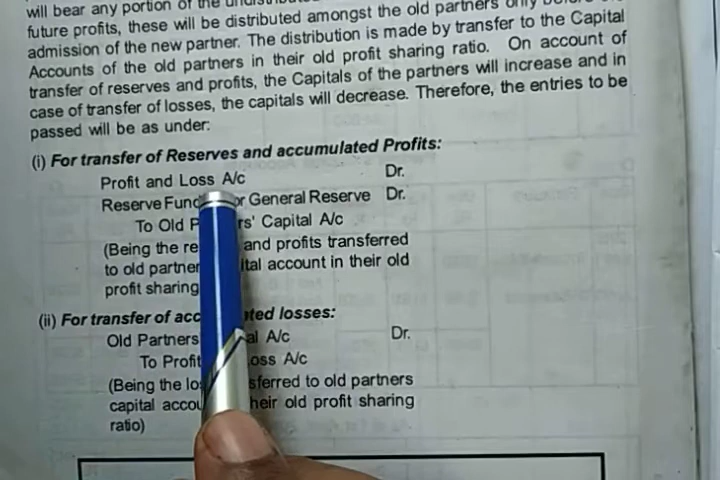 will bear any portion of the
future profits, these will be distributed amongst the old partners only
admission of the new partner. The distribution is made by transfer to the Capital
Accounts of the old partners in their old profit sharing ratio. On account of
transfer of reserves and profits, the Capitals of the partners will increase and in
case of transfer of losses, the capitals will decrease. Therefore, the entries to be
passed will be as under:
(i) For transfer of Reserves and accumulated Profits:
Profit and Loss A/c Dr.
Reserve Fund or General Reserve Dr.
To Old Capital A/c
(Being the and profits transferred
to old account in their old
profit sharing
(ii) For transfer of losses:
Old Partners A/c Dr.
To Profit Loss A/c
(Being the to old partners
capital their old profit sharing
ratio)